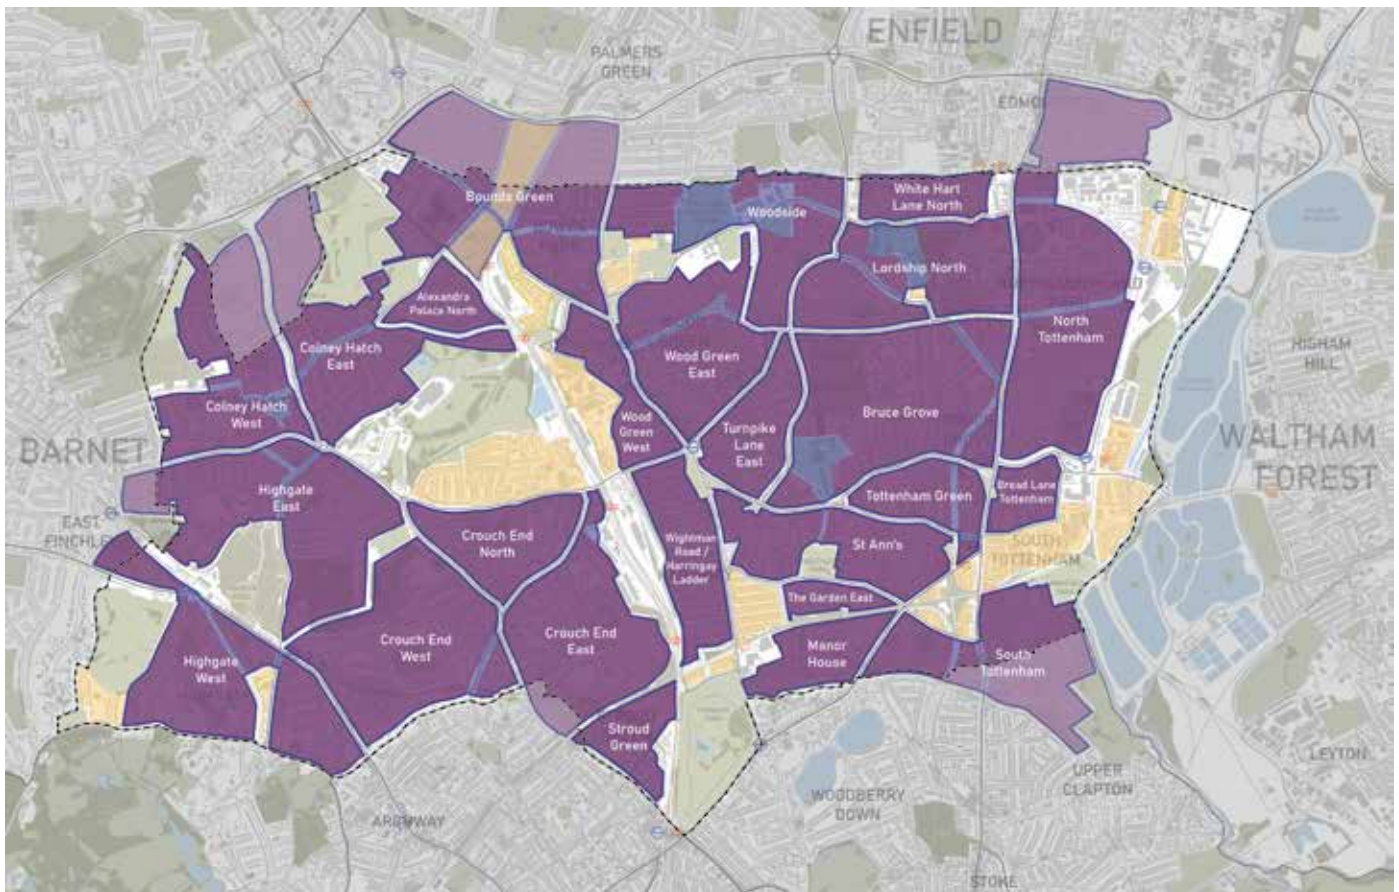 ENFIELD
PALMERS
GREEN
EDMO
Bounds Green
White Hart
Lane North
Woodside
Lordship North
Alexandra
Palace North
North
Tottenham
Colney Hatch
East
HIGHAM
HILL
Wood Green
East
Colney Hatch
West
Bruce Grove
Wood
Green
West
Turnpike
Lane
East
BARNET
WALTHAM
FOREST
Highgate
East
Tottenham Green
Broad Lane
Tottenham
EAST
FINCHLE
Crouch End
North
Wightman
Road /
Harringay
Ladder
St Ann's
SOUTH
TOTTENHAM
The Garden East
Crouch End
West
Crouch End
East
Manor
House
South
Tottenham
Highgate
West
Stroud
Green
LEYTON
UPPER
CLAPTON
WOODBERRY
DOWN
ARCHWAY
STOKE